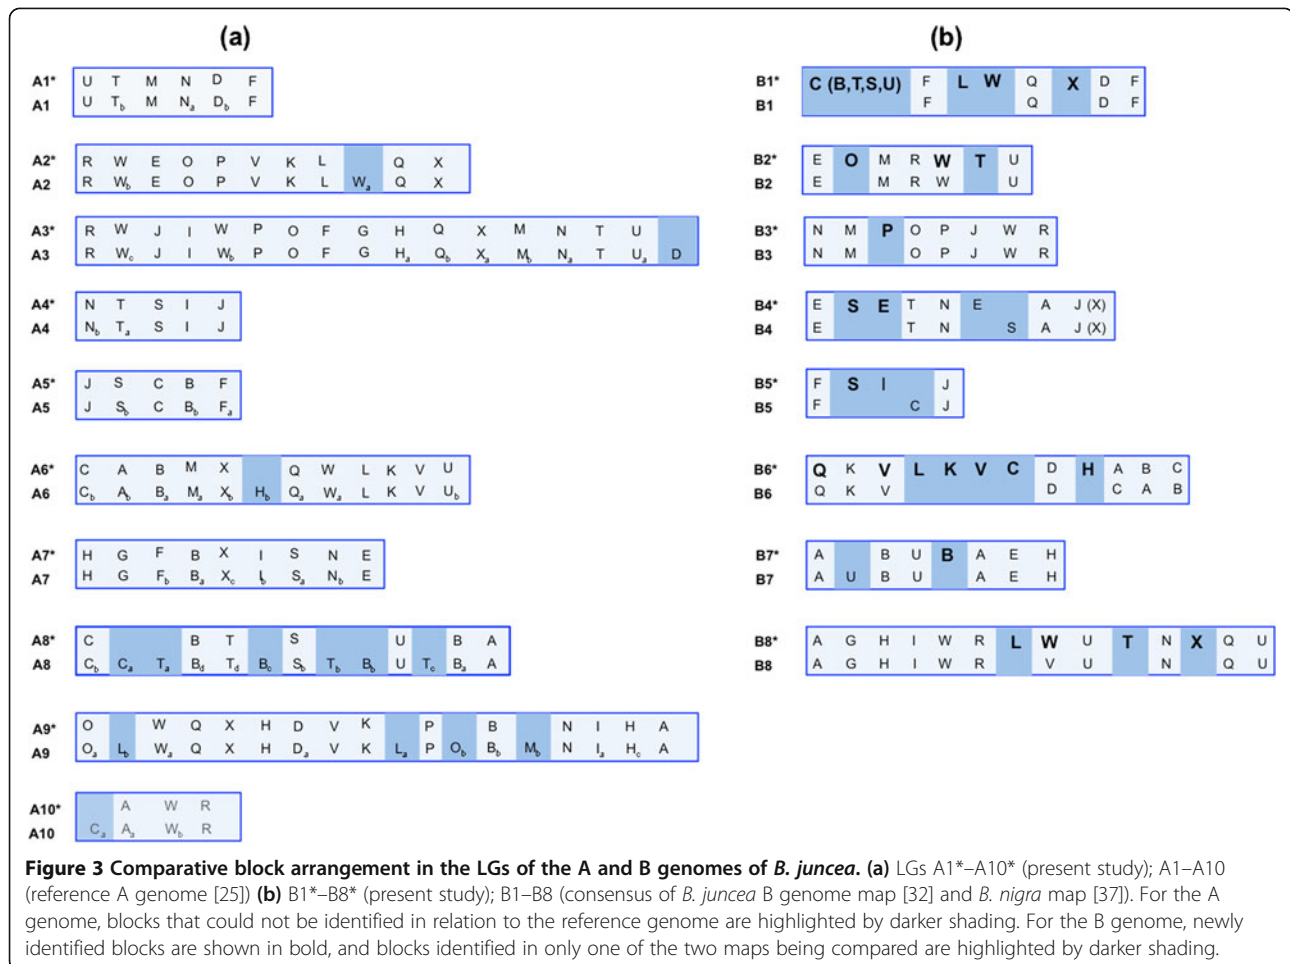 (a)
A1* U T M N D F
A1 U Tb M Na Db F
A2* R W E O P V K L Q X
A2 R Wb E O P V K L Wa Q X
A3* R W J I W P O F G H Q X M N T U
A3 R Wc J I Wb P O F G Ha Qb Xa Mb Na T Ua D
A4* N T S I J
A4 Nb Ta S I J
A5* J S C B F
A5 J Sb C Bb Fa
A6* C A B M X Q W L K V U
A6 Cb Ab Ba Ma Xb Hb Qa Wa L K V Ub
A7* H G F B X I S N E
A7 H G Fb Ba Xc Ib Sa Nb E
A8* C B T S U B A
A8 Cb Ca Ta Bd Td Bc Sb Tb Bb U Tc Ba A
A9* O W Q X H D V K P B N I H A
A9 Oa Lb Wa Q X H Da V K La P Ob Bb Mb N Ia Hc A
A10* A W R
A10 Ca Aa Wb R
(b)
B1* C (B,T,S,U) F L W Q X D F
B1 F Q D F
B2* E O M R W T U
B2 E M R W U
B3* N M P O P J W R
B3 N M O P J W R
B4* E S E T N E A J (X)
B4 E T N S A J (X)
B5* F S I J
B5 F C J
B6* Q K V L K V C D H A B C
B6 Q K V D C A B
B7* A B U B A E H
B7 A U B U A E H
B8* A G H I W R L W U T N X Q U
B8 A G H I W R V U N Q U
Figure 3 Comparative block arrangement in the LGs of the A and B genomes of B. juncea. (a) LGs A1*–A10* (present study); A1–A10
(reference A genome [25]) (b) B1*–B8* (present study); B1–B8 (consensus of B. juncea B genome map [32] and B. nigra map [37]). For the A
genome, blocks that could not be identified in relation to the reference genome are highlighted by darker shading. For the B genome, newly
identified blocks are shown in bold, and blocks identified in only one of the two maps being compared are highlighted by darker shading.